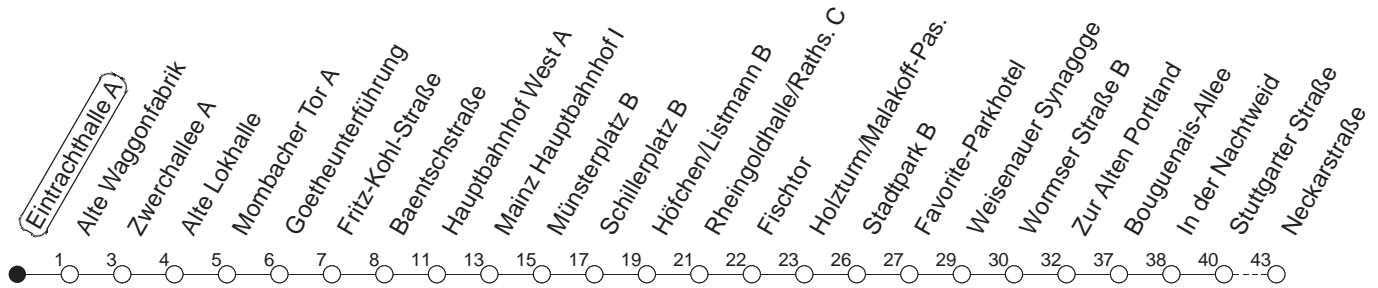 Eintrachthalle A
Alte Waggonfabrik
Zwerchallee A
Alte Lokhalle
Mombacher Tor A
Goetheunterführung
Fritz-Kohl-Straße
Baentschstraße
Hauptbahnhof West A
Mainz Hauptbahnhof I
Münsterplatz B
Schillerplatz B
Höfchen/Listmann B
Rheingoldhalle/Raths. C
Fischtor
Holzturm/Malakoff-Pas.
Stadtpark B
Favorite-Parkhotel
Weisenauer Synagoge
Wormser Straße B
Zur Alten Portland
Bouguenais-Allee
In der Nachtweid
Stuttgarter Straße
Neckarstraße
1 3 4 5 6 7 8 11 13 15 17 19 21 22 23 26 27 29 30 32 37 38 40 43